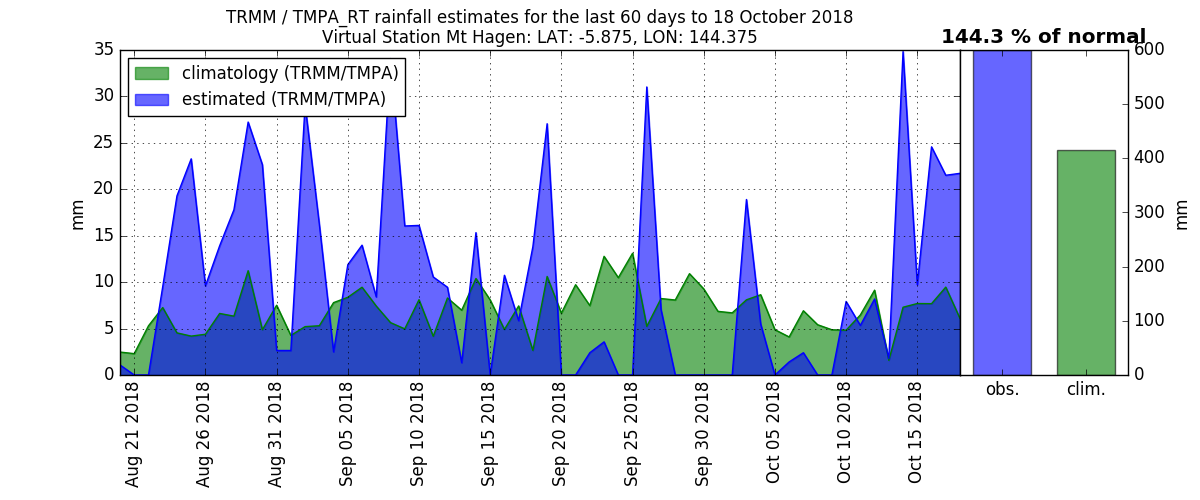 TRMM / TMPA_RT rainfall estimates for the last 60 days to 18 October 2018
Virtual Station Mt Hagen: LAT: -5.875, LON: 144.375
144.3 % of normal
climatology (TRMM/TMPA)
estimated (TRMM/TMPA)
mm
35
30
25
20
15
10
5
0
Aug 21 2018
Aug 26 2018
Aug 31 2018
Sep 05 2018
Sep 10 2018
Sep 15 2018
Sep 20 2018
Sep 25 2018
Sep 30 2018
Oct 05 2018
Oct 10 2018
Oct 15 2018
600
500
400
300
200
100
0
mm
obs.
clim.